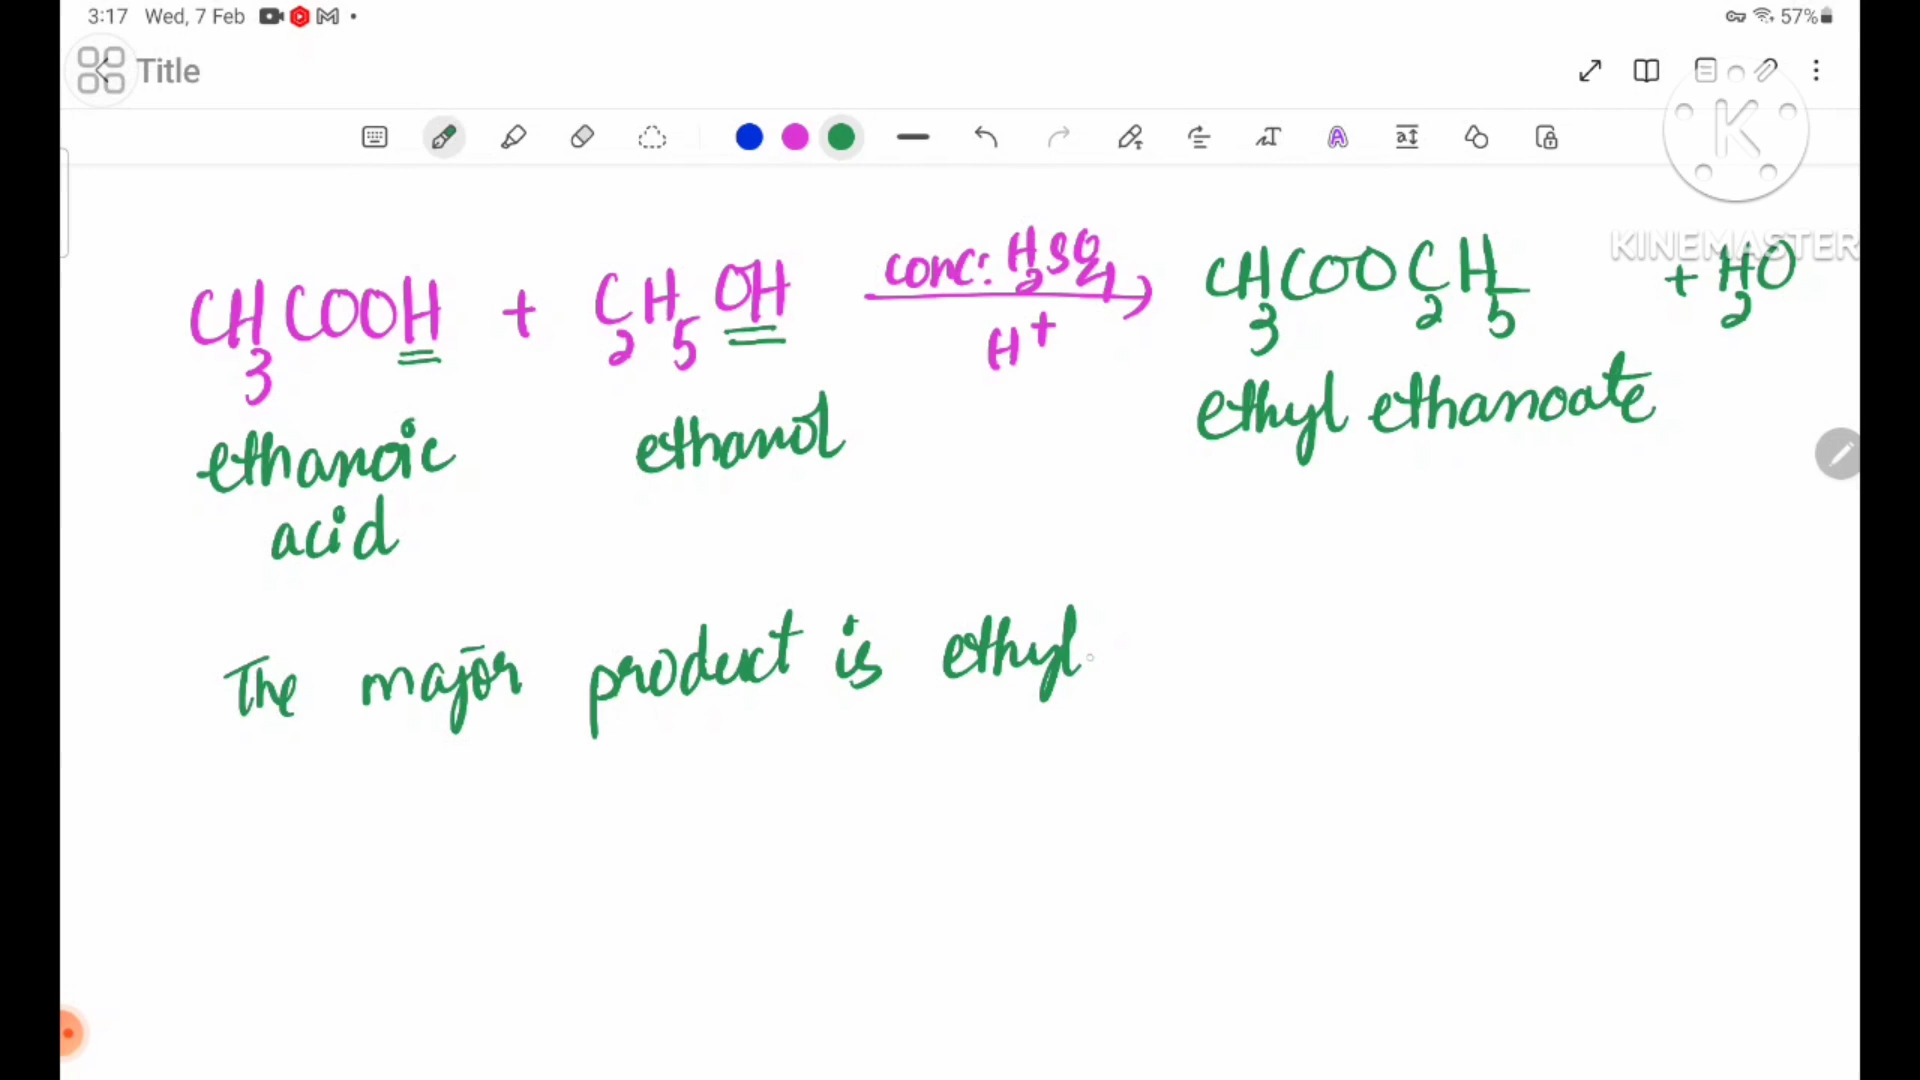 3:17 Wed, 7 Feb 57%
Title
KINEMASTER
CH3COOH + C2H5OH conc: H2SO4 H+ CH3COOC2H5 + H2O
ethanoic ethanol ethyl ethanoate
acid
The major product is ethyl